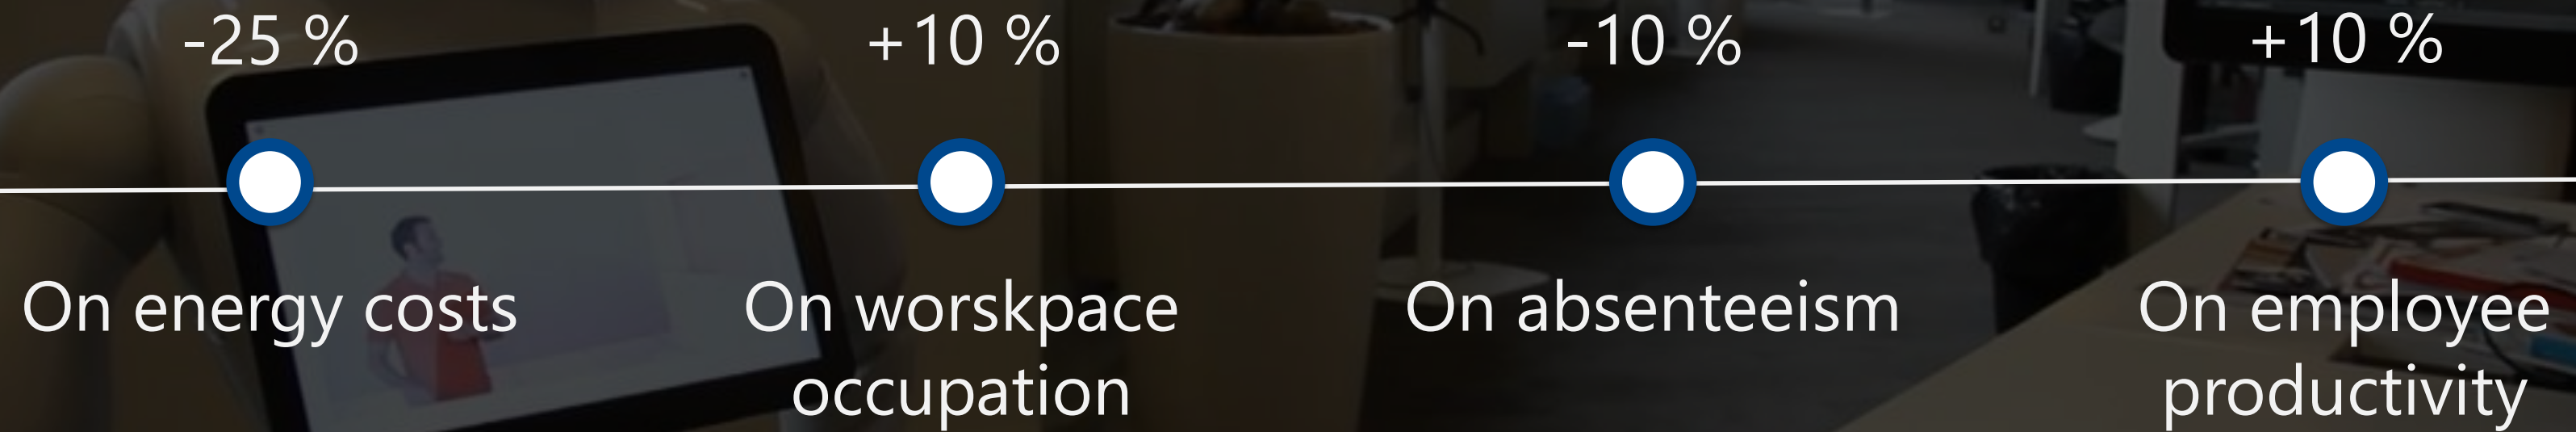 -25 %
+10 %
-10 %
+10 %
On energy costs
On worskpace
occupation
On absenteeism
On employee
productivity